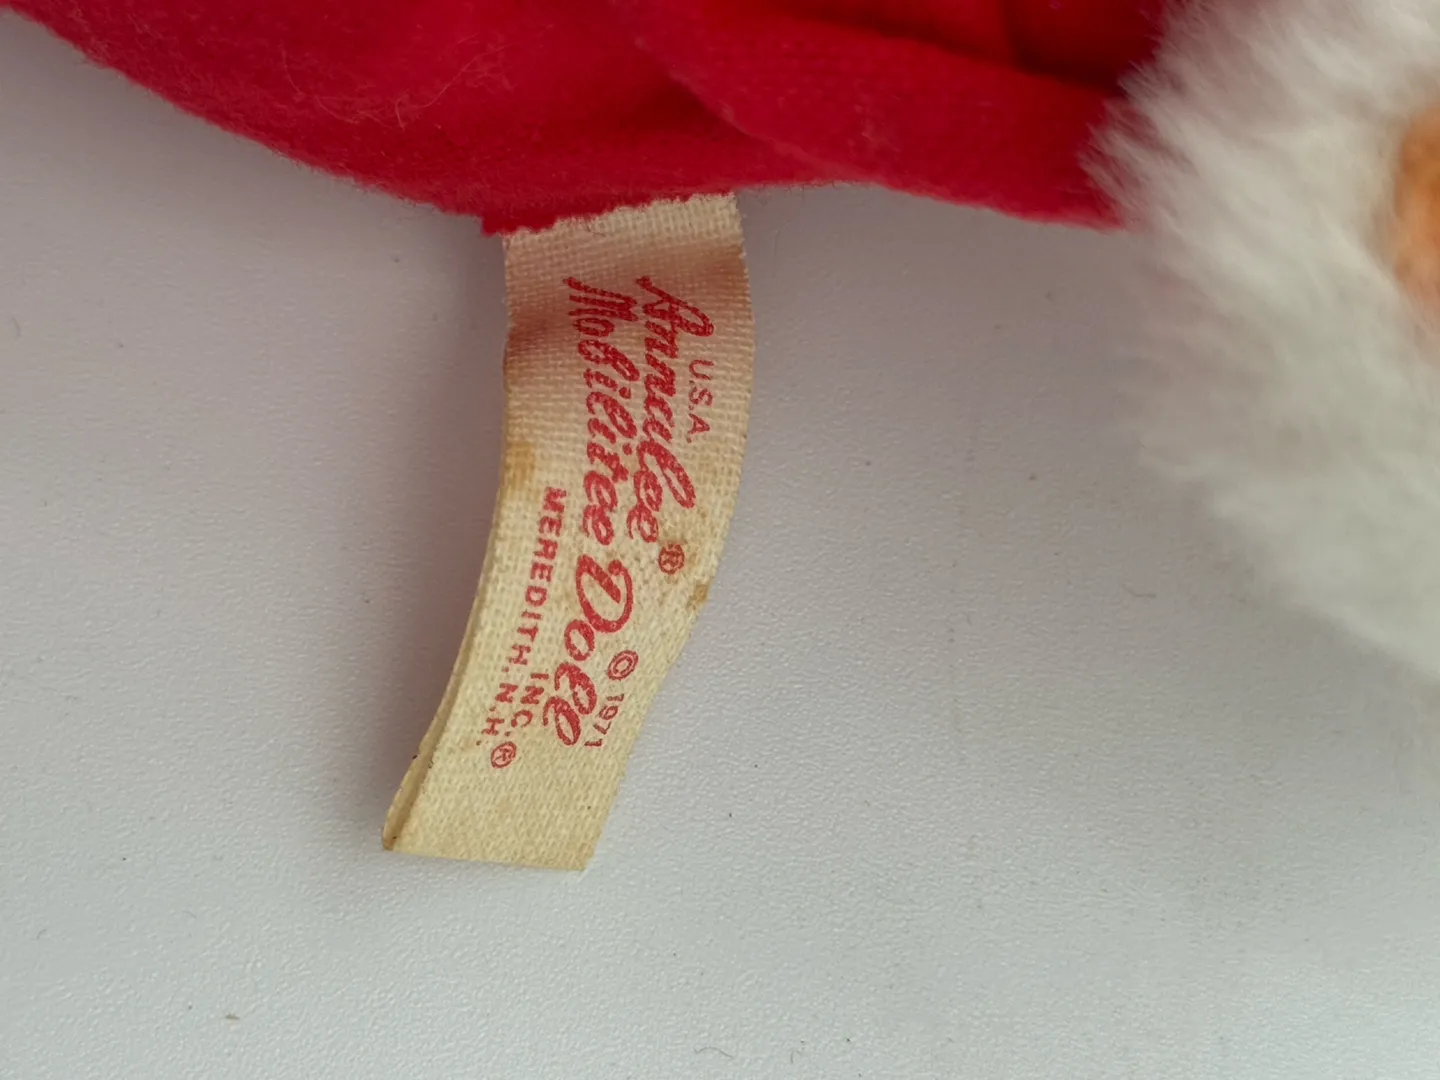 U.S.A.
Annalee®
Mobilitee Doll © 1971
INC.
MEREDITH, N.H.®